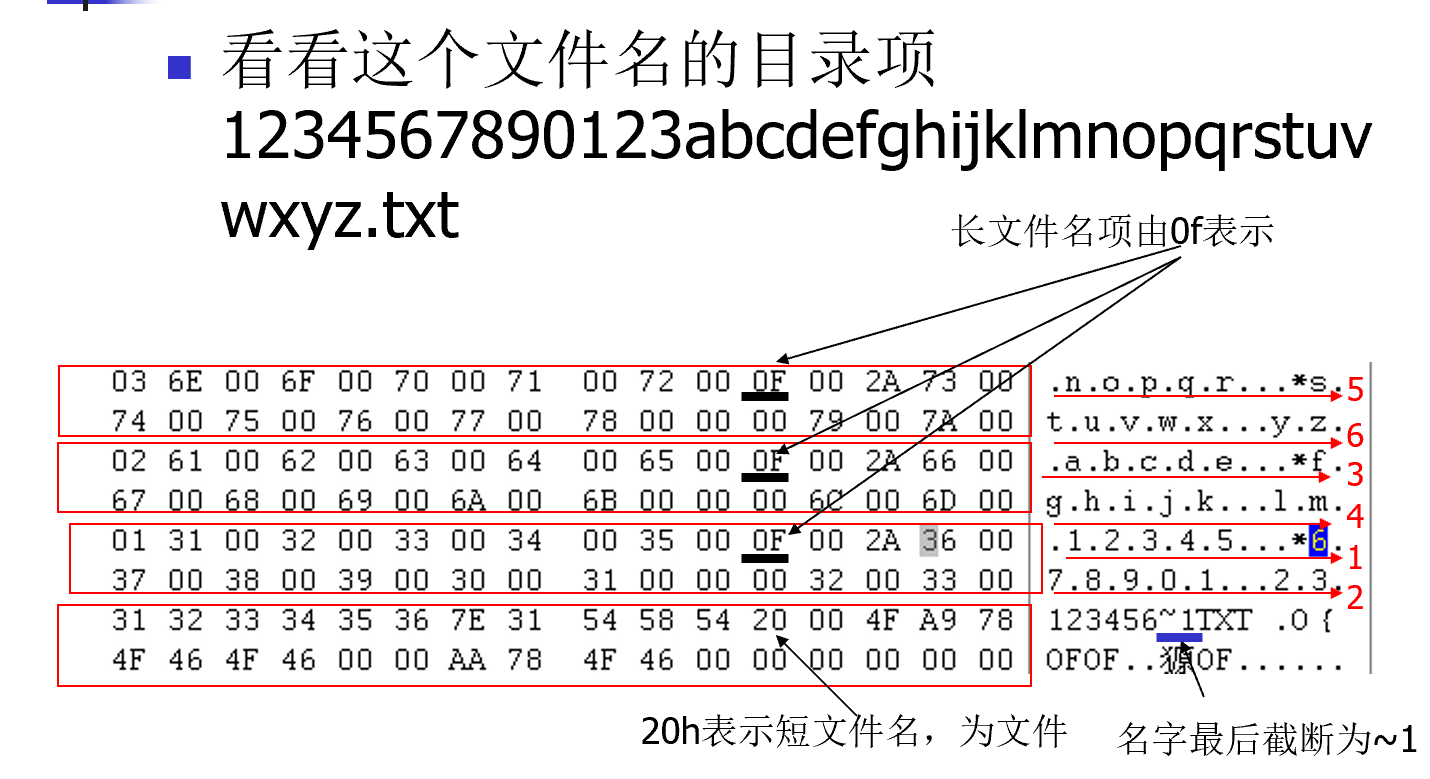 看看这个文件名的目录项
1234567890123abcdefghijklmnopqrstuv
wxyz.txt
长文件名项由0f表示
03 6E 00 6F 00 70 00 71 00 72 00 0F 00 2A 73 00 .n.o.p.q.r...*s. 5
74 00 75 00 76 00 77 00 78 00 00 00 79 00 7A 00 t.u.v.w.x...y.z. 6
02 61 00 62 00 63 00 64 00 65 00 0F 00 2A 66 00 .a.b.c.d.e...*f. 3
67 00 68 00 69 00 6A 00 6B 00 00 00 6C 00 6D 00 g.h.i.j.k...l.m. 4
01 31 00 32 00 33 00 34 00 35 00 0F 00 2A 36 00 .1.2.3.4.5...*6. 1
37 00 38 00 39 00 30 00 31 00 00 00 32 00 33 00 7.8.9.0.1...2.3. 2
31 32 33 34 35 36 7E 31 54 58 54 20 00 4F A9 78 123456~1TXT .O{
4F 46 4F 46 00 00 AA 78 4F 46 00 00 00 00 00 00 OFOF..OF......
20h表示短文件名，为文件
名字最后截断为~1